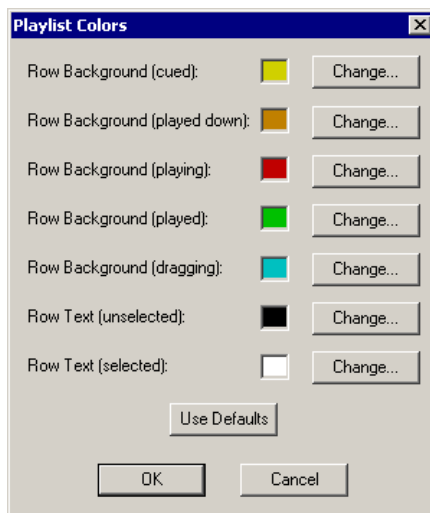 Playlist Colors
Row Background (cued): Change...
Row Background (played down): Change...
Row Background (playing): Change...
Row Background (played): Change...
Row Background (dragging): Change...
Row Text (unselected): Change...
Row Text (selected): Change...
Use Defaults
OK Cancel